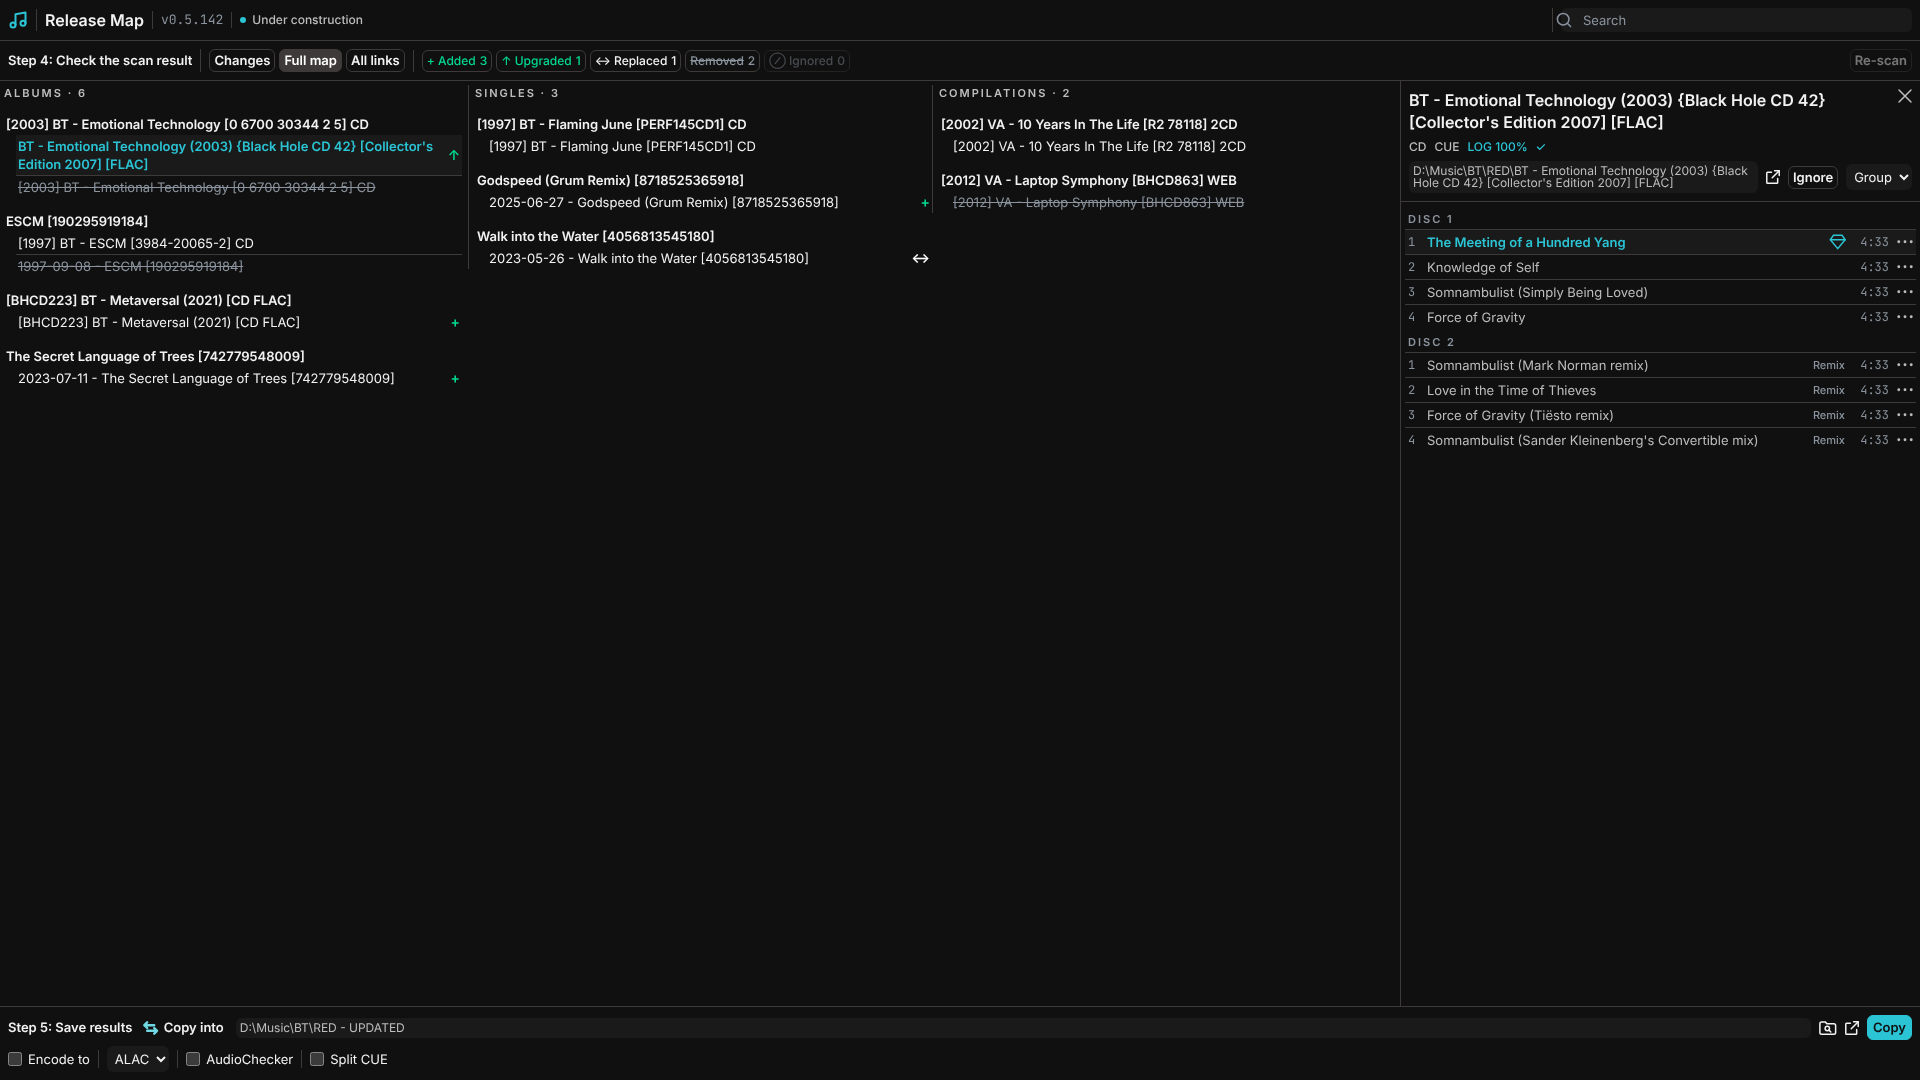 Release Map v0.5.142 Under construction Search
Step 4: Check the scan result Changes Full map All links + Added 3 ↑ Upgraded 1 ↔ Replaced 1 Removed 2 Ignored 0 Re-scan
ALBUMS · 6
[2003] BT - Emotional Technology [0 6700 30344 2 5] CD
BT - Emotional Technology (2003) {Black Hole CD 42} [Collector's
Edition 2007] [FLAC] ↑
[2003] BT - Emotional Technology [0 6700 30344 2 5] CD
ESCM [190295919184]
[1997] BT - ESCM [3984-20065-2] CD
1997-09-08 - ESCM [190295919184]
[BHCD223] BT - Metaversal (2021) [CD FLAC]
[BHCD223] BT - Metaversal (2021) [CD FLAC] +
The Secret Language of Trees [742779548009]
2023-07-11 - The Secret Language of Trees [742779548009] +
SINGLES · 3
[1997] BT - Flaming June [PERF145CD1] CD
[1997] BT - Flaming June [PERF145CD1] CD
Godspeed (Grum Remix) [8718525365918]
2025-06-27 - Godspeed (Grum Remix) [8718525365918] +
Walk into the Water [4056813545180]
2023-05-26 - Walk into the Water [4056813545180] ↔
COMPILATIONS · 2
[2002] VA - 10 Years In The Life [R2 78118] 2CD
[2002] VA - 10 Years In The Life [R2 78118] 2CD
[2012] VA - Laptop Symphony [BHCD863] WEB
[2012] VA - Laptop Symphony [BHCD863] WEB
BT - Emotional Technology (2003) {Black Hole CD 42}
[Collector's Edition 2007] [FLAC]
CD CUE LOG 100% ✓
D:\Music\BT\RED\BT - Emotional Technology (2003) {Black
Hole CD 42} [Collector's Edition 2007] [FLAC]
Ignore Group
DISC 1
1 The Meeting of a Hundred Yang 4:33 ···
2 Knowledge of Self 4:33 ···
3 Somnambulist (Simply Being Loved) 4:33 ···
4 Force of Gravity 4:33 ···
DISC 2
1 Somnambulist (Mark Norman remix) Remix 4:33 ···
2 Love in the Time of Thieves Remix 4:33 ···
3 Force of Gravity (Tiësto remix) Remix 4:33 ···
4 Somnambulist (Sander Kleinenberg's Convertible mix) Remix 4:33 ···
Step 5: Save results Copy into D:\Music\BT\RED - UPDATED Copy
Encode to ALAC AudioChecker Split CUE